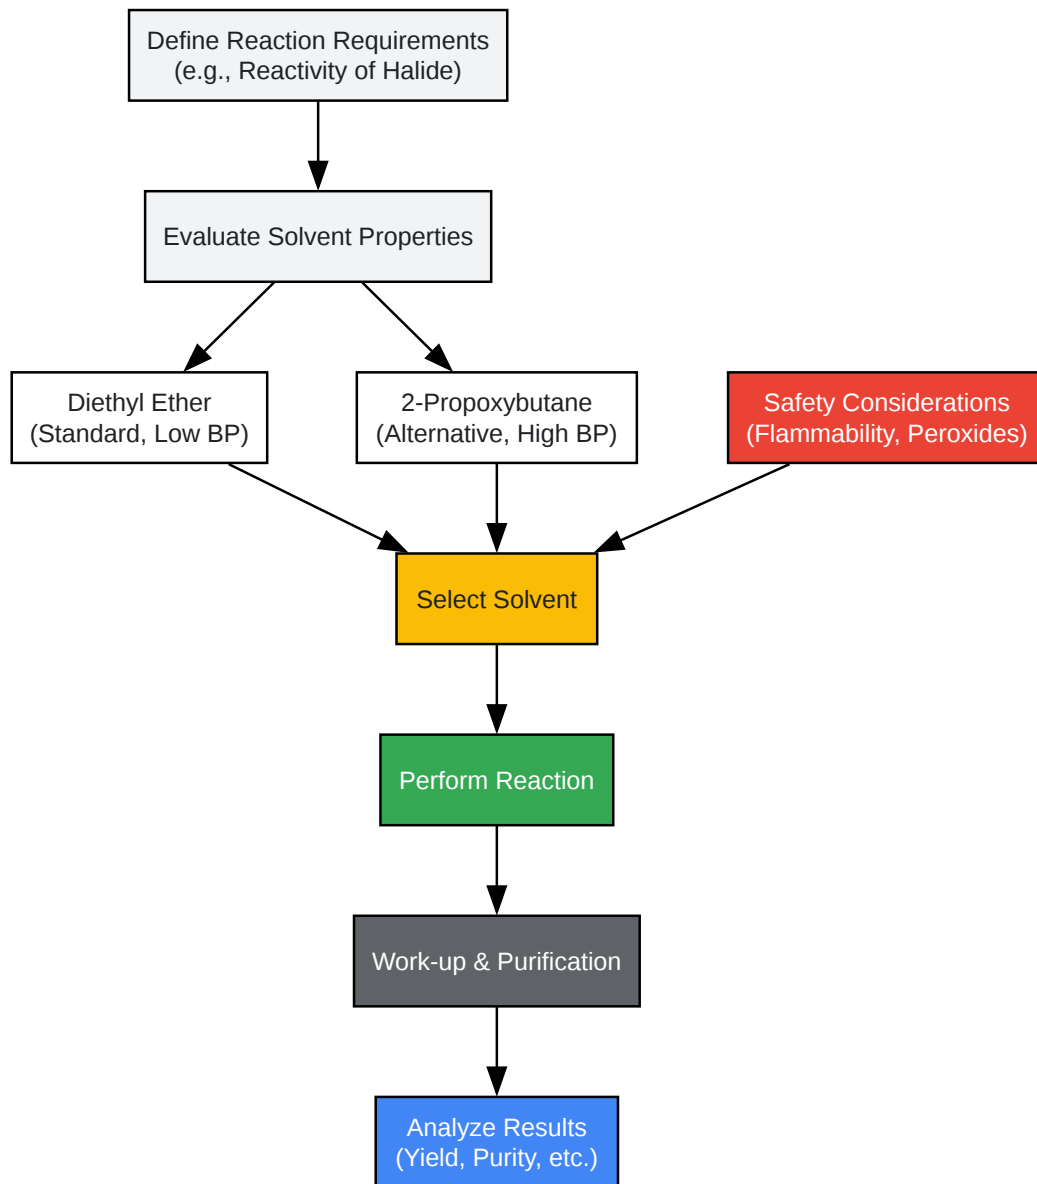 Define Reaction Requirements
(e.g., Reactivity of Halide)
Evaluate Solvent Properties
Diethyl Ether
(Standard, Low BP)
2-Propoxybutane
(Alternative, High BP)
Safety Considerations
(Flammability, Peroxides)
Select Solvent
Perform Reaction
Work-up & Purification
Analyze Results
(Yield, Purity, etc.)